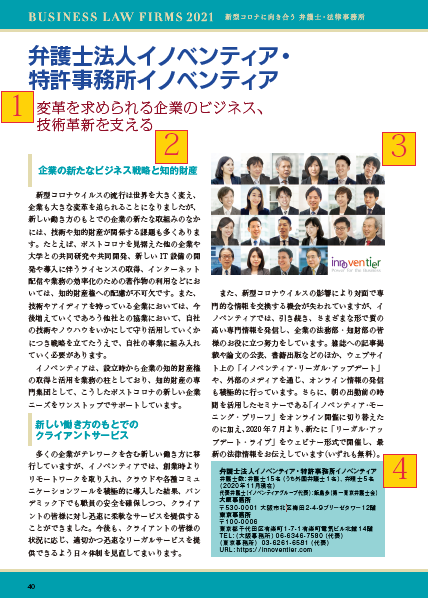 BUSINESS LAW FIRMS 2021 新型コロナに向き合う 弁護士・法律事務所
弁護士法人イノベンティア・
特許事務所イノベンティア
1
変革を求められる企業のビジネス、
技術革新を支える
2
3
企業の新たなビジネス戦略と知的財産
新型コロナウイルスの流行は世界を大きく変え、
企業も大きな変革を迫られることになりましたが、
新しい働き方のもとでの企業の新たな取組みのなか
には、技術や知的財産が関係する課題も多くありま
す。たとえば、ポストコロナを見据えた他の企業や
大学との共同研究や共同開発、新しいIT設備の開
発や導入に伴うライセンスの取得、インターネット
配信や業務の効率化のための著作物の利用などにお
いては、知的財産権への配慮が不可欠です。また、
技術やアイディアを持っている企業においては、今
後増えていくであろう他社との協業において、自社
の技術やノウハウをいかにして守り活用していくか
につき戦略を立てたうえで、自社の事業に組み入れ
ていく必要があります。
イノベンティアは、設立時から企業の知的財産権
の取得と活用を業務の柱としており、知的財産の専
門集団として、こうしたポストコロナの新しい企業
ニーズをワンストップでサポートしています。
新しい働き方のもとでの
クライアントサービス
多くの企業がテレワークを含む新しい働き方に移
行していますが、イノベンティアでは、創業時より
リモートワークを取り入れ、クラウドや各種コミュ
ニケーションツールを積極的に導入した結果、パン
デミック下でも職員の安全を確保しつつ、クライア
ントの皆様に対し迅速に柔軟なサービスを提供する
ことができました。今後も、クライアントの皆様の
状況に応じ、適切かつ迅速なリーガルサービスを提
供できるよう日々体制を見直してまいります。
innoventier
また、新型コロナウイルスの影響により対面で専
門的な情報を交換する機会が失われていますが、イ
ノベンティアでは、引き続き、さまざまな形で質の
高い専門情報を発信し、企業の法務部・知財部の皆
様のお役に立つ努力をしています。雑誌への記事掲
載や論文の公表、書籍出版などのほか、ウェブサイ
ト上の「イノベンティア・リーガル・アップデート」
や、外部のメディアを通じ、オンライン情報の発信
も積極的に行っています。さらに、朝の出勤前の時
間を活用したセミナーである「イノベンティア・モー
ニング・ブリーフ」をオンライン開催に切り替えた
のに加え、2020年7月より、新たに「リーガル・アッ
プデート・ライブ」をウェビナー形式で開催し、最
新の法律情報をお伝えしています(いずれも無料)。
4
弁護士法人イノベンティア・特許事務所イノベンティア
弁護士数:弁護士15名(うち外国弁護士1名)、弁理士5名
(2020年11月現在)
代表弁護士(イノベンティアグループ代表):飯島歩(第一東京弁護士会)
大阪事務所
〒530-0001 大阪市北区梅田2-4-9ブリーゼタワー12階
東京事務所
〒100-0006
東京都千代田区有楽町1-7-1有楽町電気ビル北館14階
TEL:(大阪事務所) 06-6346-7580 (代表)
(東京事務所) 03-6261-6581 (代表)
URL:https://innoventier.com
40